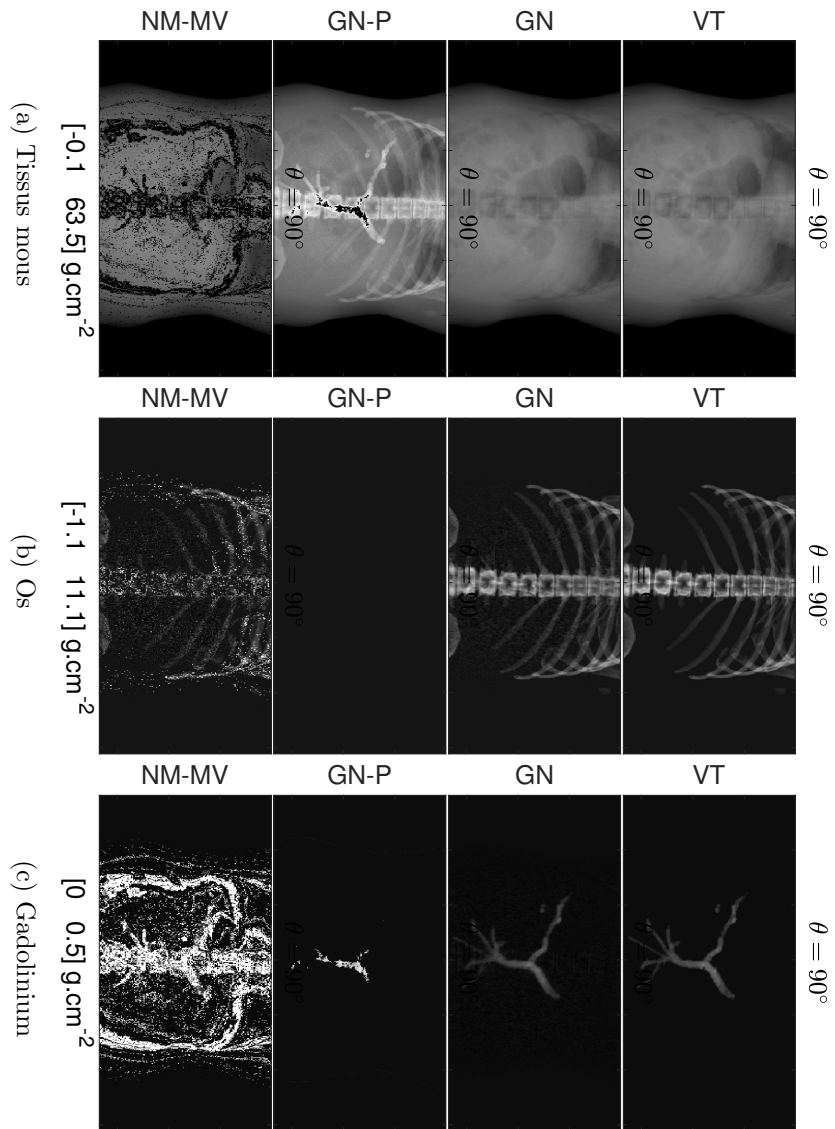 θ = 90°
VT
θ = 90°
GN
θ = 90°
GN-P
θ = 90°
NM-MV
[-0.1 63.5] g.cm-2
(a) Tissus mous
θ = 90°
VT
θ = 90°
GN
θ = 90°
GN-P
θ = 90°
NM-MV
[-1.1 11.1] g.cm-2
(b) Os
θ = 90°
VT
θ = 90°
GN
θ = 90°
GN-P
θ = 90°
NM-MV
[0 0.5] g.cm-2
(c) Gadolinium